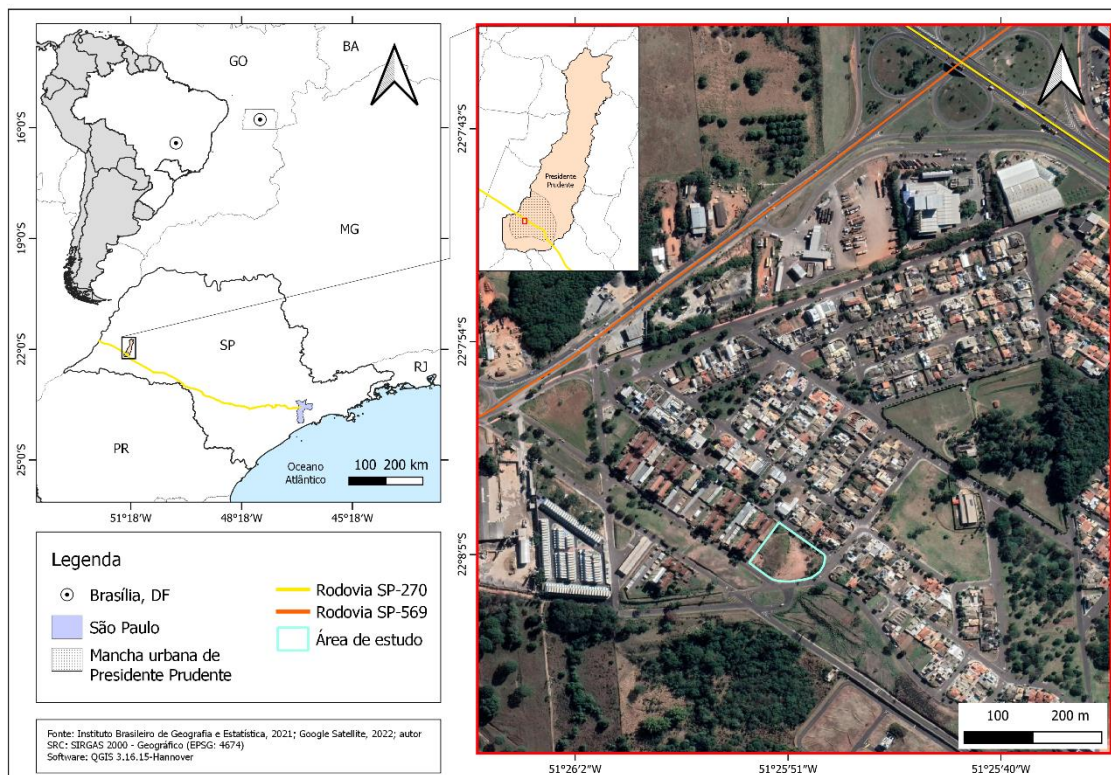 GO
BA
16°0'S
19°0'S
MG
22°0'S
SP
RJ
25°0'S
PR
Oceano
Atlântico
100 200 km
51°18'W
48°18'W
45°18'W
Presidente
Prudente
22°7'43"S
22°7'54"S
22°8'5"S
100 200 m
51°26'2"W
51°25'51"W
51°25'40"W
Legenda
Brasília, DF
São Paulo
Mancha urbana de
Presidente Prudente
Rodovia SP-270
Rodovia SP-569
Área de estudo
Fonte: Instituto Brasileiro de Geografia e Estatística, 2021; Google Satellite, 2022; autor
SRC: SIRGAS 2000 - Geográfico (EPSG: 4674)
Software: QGIS 3.16.15-Hannover